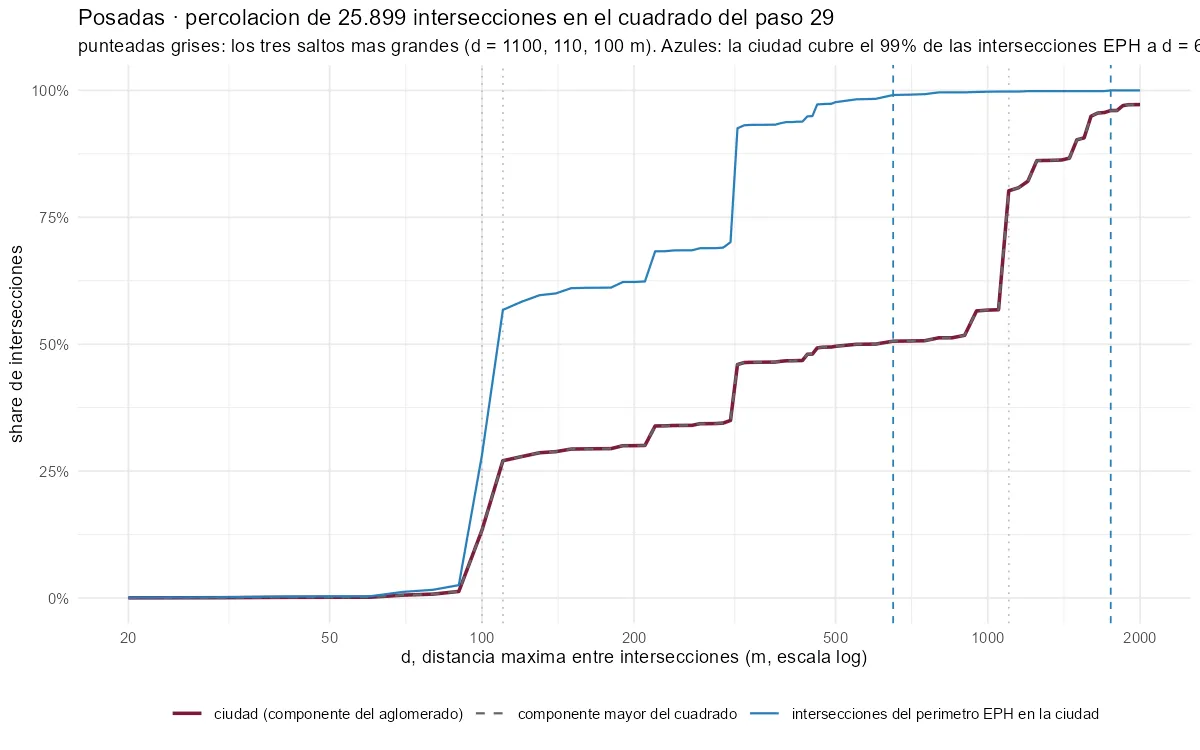 Posadas · percolacion de 25.899 intersecciones en el cuadrado del paso 29
punteadas grises: los tres saltos mas grandes (d = 1100, 110, 100 m). Azules: la ciudad cubre el 99% de las intersecciones EPH a d = 6
100%
75%
50%
25%
0%
share de intersecciones
20 50 100 200 500 1000 2000
d, distancia maxima entre intersecciones (m, escala log)
ciudad (componente del aglomerado) componente mayor del cuadrado intersecciones del perimetro EPH en la ciudad